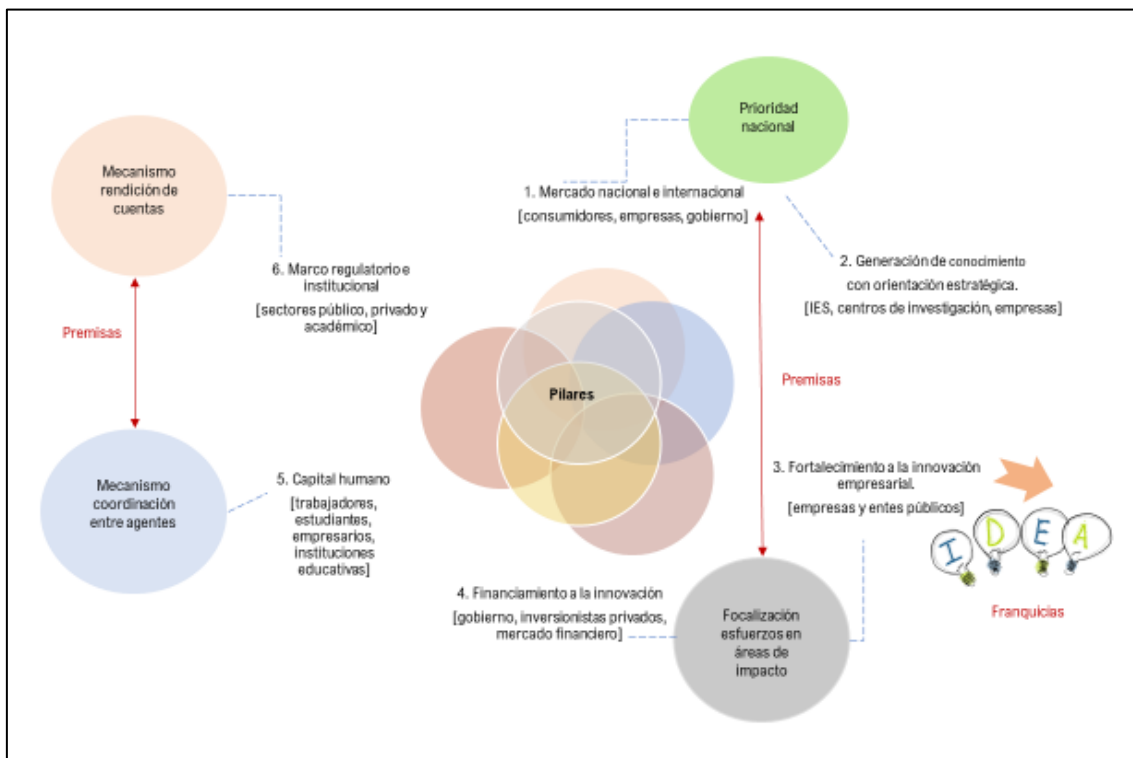 Prioridad
nacional
Mecanismo
rendición de
cuentas
1. Mercado nacional e internacional
[consumidores, empresas, gobierno]
6. Marco regulatorio e
institucional
[sectores público, privado y
académico]
2. Generación de conocimiento
con orientación estratégica.
[IES, centros de investigación, empresas]
Premisas
Premisas
Pilares
Mecanismo
coordinación
entre agentes
5. Capital humano
[trabajadores,
estudiantes,
empresarios,
instituciones
educativas]
3. Fortalecimiento a la innovación
empresarial.
[empresas y entes públicos]
IDEA
Franquicias
4. Financiamiento a la innovación
[gobierno, inversionistas privados,
mercado financiero]
Focalización
esfuerzos en
áreas de
impacto